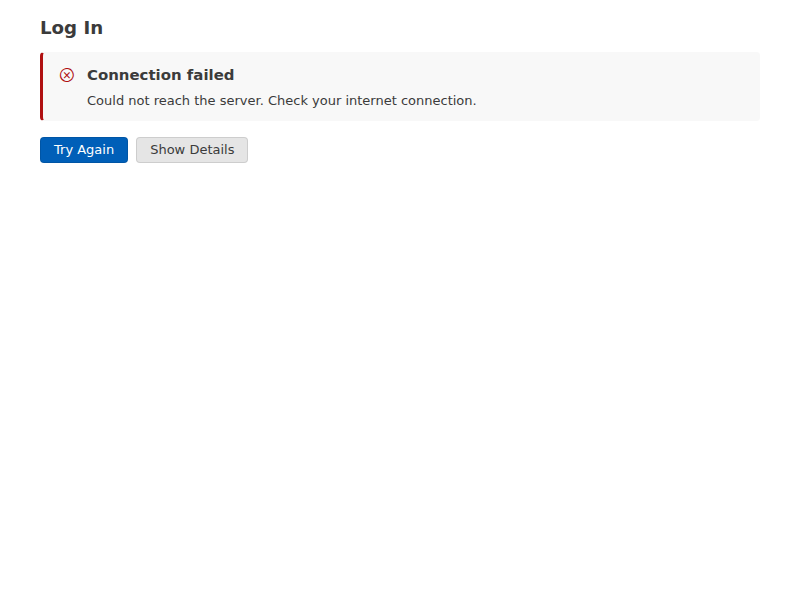 Log In
Connection failed
Could not reach the server. Check your internet connection.
Try Again
Show Details